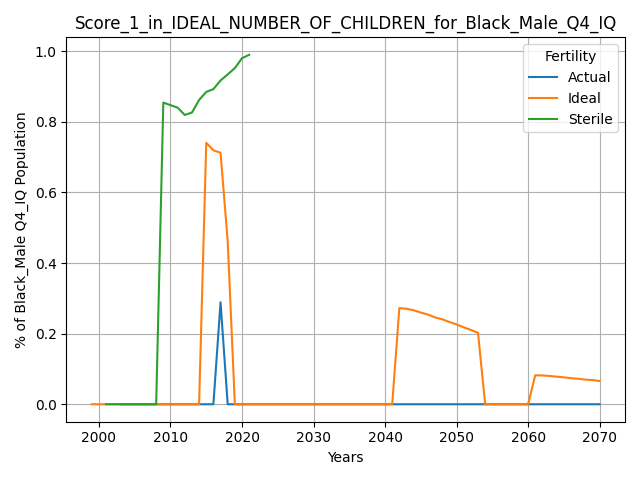 Score_1_in_IDEAL_NUMBER_OF_CHILDREN_for_Black_Male_Q4_IQ
Fertility
Actual
Ideal
Sterile
% of Black_Male Q4_IQ Population
1.0
0.8
0.6
0.4
0.2
0.0
2000 2010 2020 2030 2040 2050 2060 2070
Years